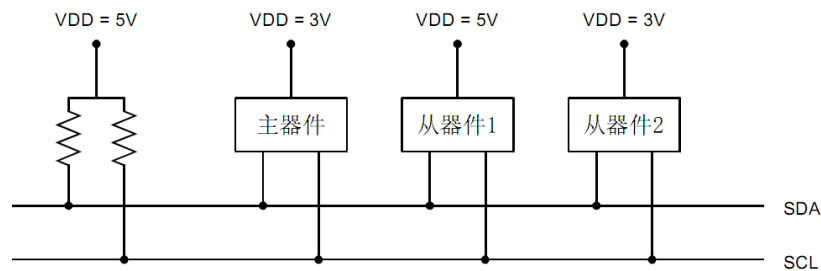 VDD = 5V VDD = 3V VDD = 5V VDD = 3V
主器件 从器件1 从器件2
SDA
SCL